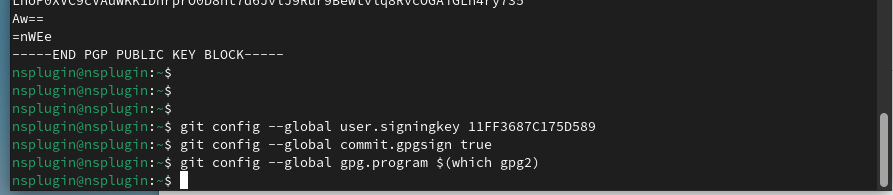 Aw==
=nWEe
-----END PGP PUBLIC KEY BLOCK-----
nsplugin@nsplugin:~$
nsplugin@nsplugin:~$
nsplugin@nsplugin:~$
nsplugin@nsplugin:~$ git config --global user.signingkey 11FF3687C175D589
nsplugin@nsplugin:~$ git config --global commit.gpgsign true
nsplugin@nsplugin:~$ git config --global gpg.program $(which gpg2)
nsplugin@nsplugin:~$